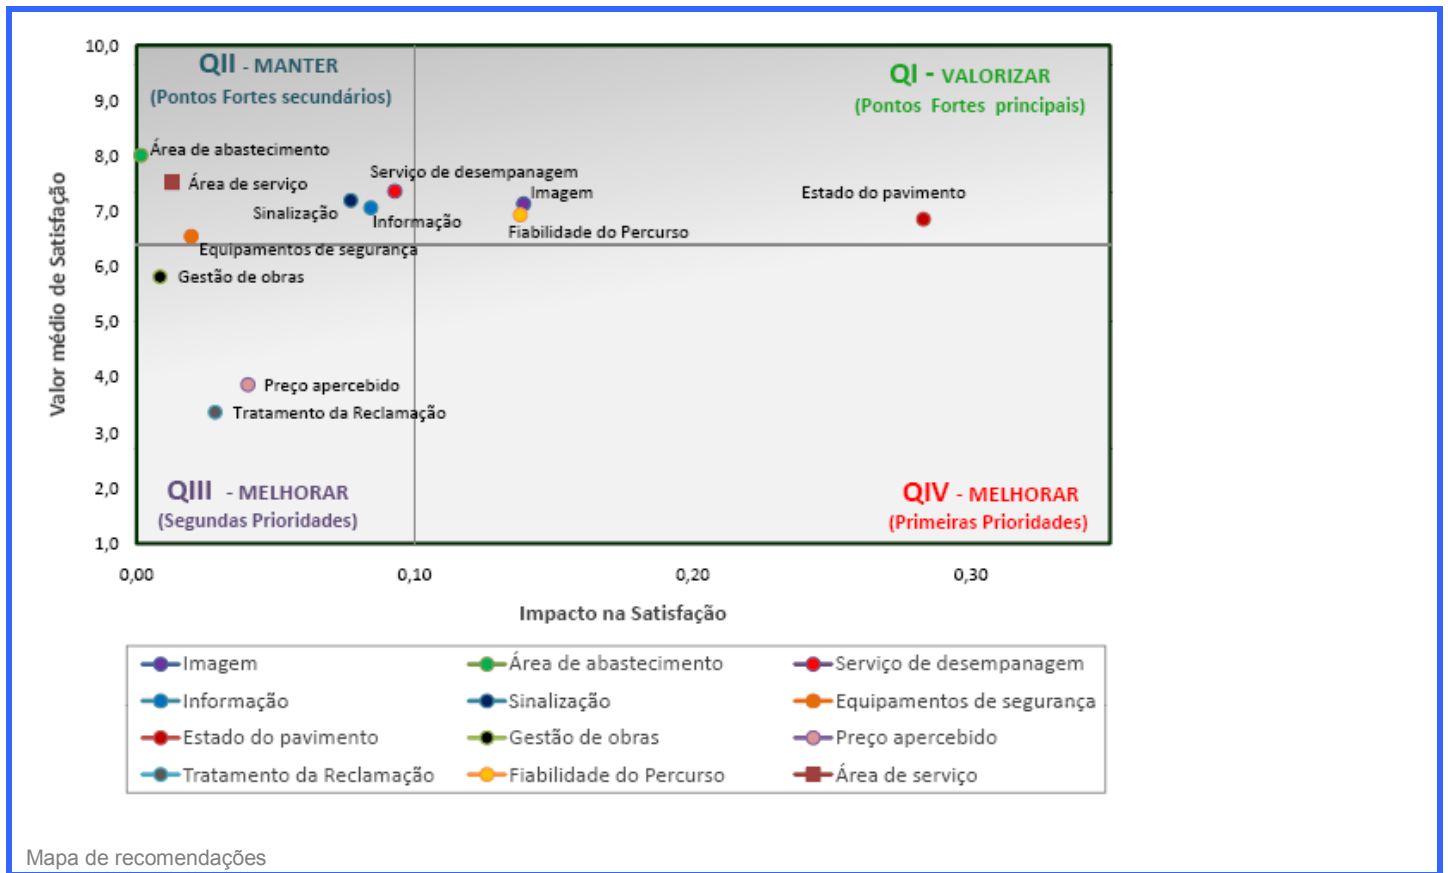 10,0
9,0
8,0
7,0
6,0
5,0
4,0
3,0
2,0
1,0
Valor médio de Satisfação
QII - MANTER
(Pontos Fortes secundários)
QI - VALORIZAR
(Pontos Fortes principais)
Área de abastecimento
Área de serviço
Serviço de desempanagem
Imagem
Estado do pavimento
Sinalização
Informação
Fiabilidade do Percurso
Equipamentos de segurança
Gestão de obras
Preço apercebido
Tratamento da Reclamação
QIII - MELHORAR
(Segundas Prioridades)
QIV - MELHORAR
(Primeiras Prioridades)
0,00 0,10 0,20 0,30
Impacto na Satisfação
Imagem Área de abastecimento Serviço de desempanagem
Informação Sinalização Equipamentos de segurança
Estado do pavimento Gestão de obras Preço apercebido
Tratamento da Reclamação Fiabilidade do Percurso Área de serviço
Mapa de recomendações